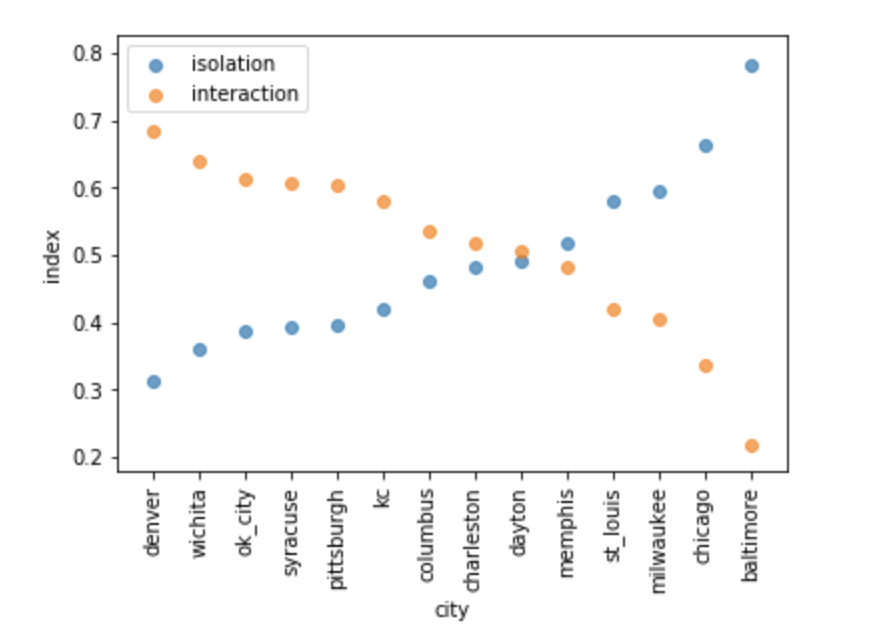 isolation
interaction
0.8
0.7
0.6
0.5
0.4
0.3
0.2
index
denver
wichita
ok_city
syracuse
pittsburgh
kc
columbus
charleston
dayton
memphis
st_louis
milwaukee
chicago
baltimore
city